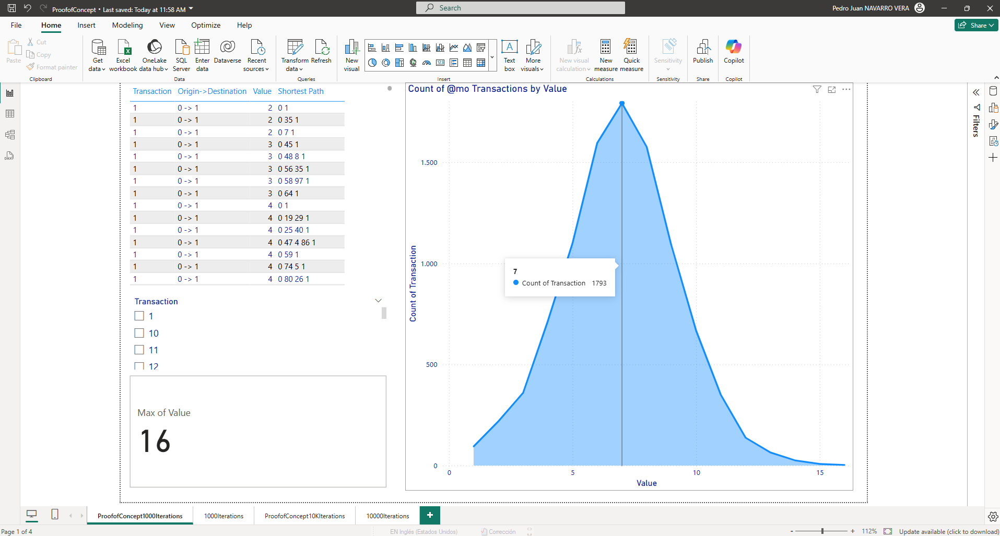 ProofofConcept • Last saved: Today at 11:58 AM
Search
Pedro Juan NAVARRO VERA
File Home Insert Modeling View Optimize Help
Share
Paste
Cut
Copy
Format painter
Clipboard
Get data
Excel workbook
OneLake data hub
SQL Server
Enter data
Dataverse
Recent sources
Data
Transform data
Refresh
Queries
New visual
Text box
More visuals
Insert
New visual calculation
New measure
Quick measure
Calculations
Sensitivity
Sensitivity
Publish
Share
Copilot
Copilot
Transaction Origin->Destination Value Shortest Path
1 0 -> 1 2 0 1
1 0 -> 1 2 0 35 1
1 0 -> 1 2 0 7 1
1 0 -> 1 3 0 45 1
1 0 -> 1 3 0 48 8 1
1 0 -> 1 3 0 56 35 1
1 0 -> 1 3 0 58 97 1
1 0 -> 1 3 0 64 1
1 0 -> 1 4 0 1
1 0 -> 1 4 0 19 29 1
1 0 -> 1 4 0 25 40 1
1 0 -> 1 4 0 47 4 86 1
1 0 -> 1 4 0 59 1
1 0 -> 1 4 0 74 5 1
1 0 -> 1 4 0 80 26 1
Transaction
1
10
11
12
Max of Value
16
Count of @mo Transactions by Value
Count of Transaction
1.500
1.000
500
0
7
Count of Transaction 1793
0 5 10 15
Value
Filters
ProofofConcept1000Iterations
1000Iterations
ProofofConcept10KIterations
10000Iterations
Page 1 of 4
EN Inglés (Estados Unidos)
Corrección
- + 112%
Update available (click to download)